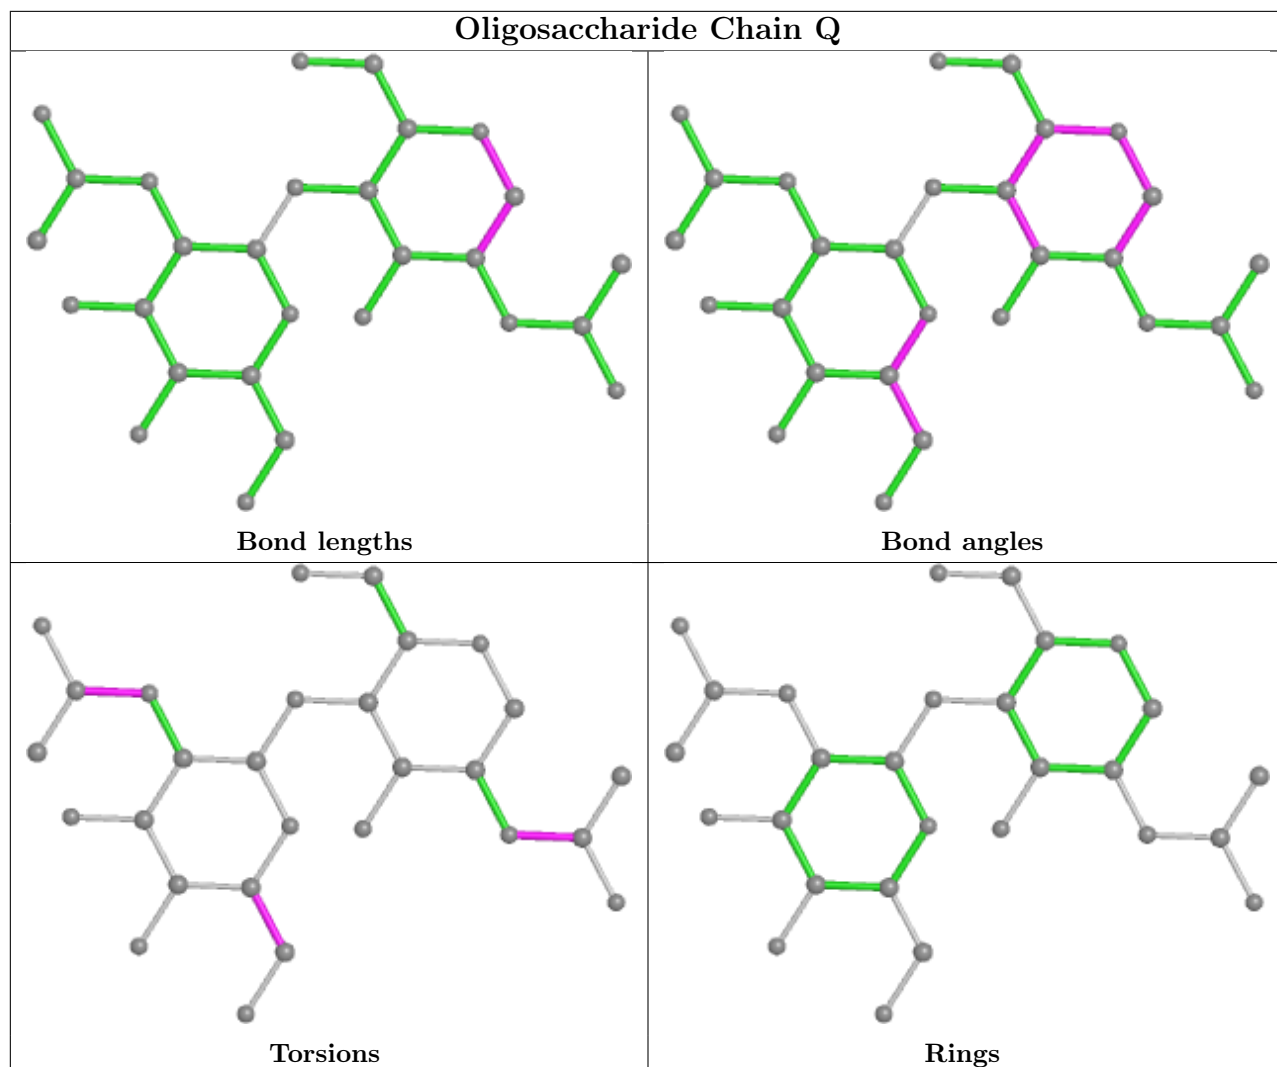 Oligosaccharide Chain Q
Bond lengths
Bond angles
Torsions
Rings